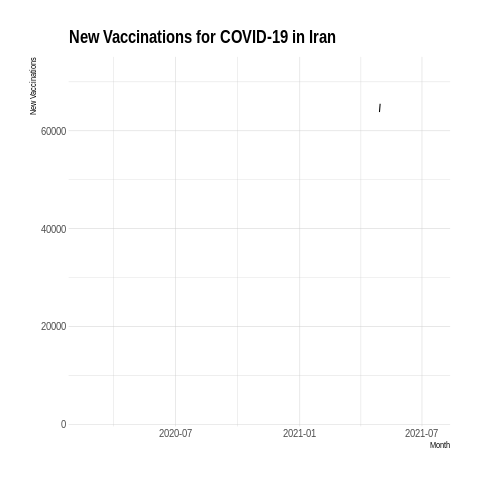 New Vaccinations for COVID-19 in Iran
New Vaccinations
60000
40000
20000
0
2020-07 2021-01 2021-07
Month